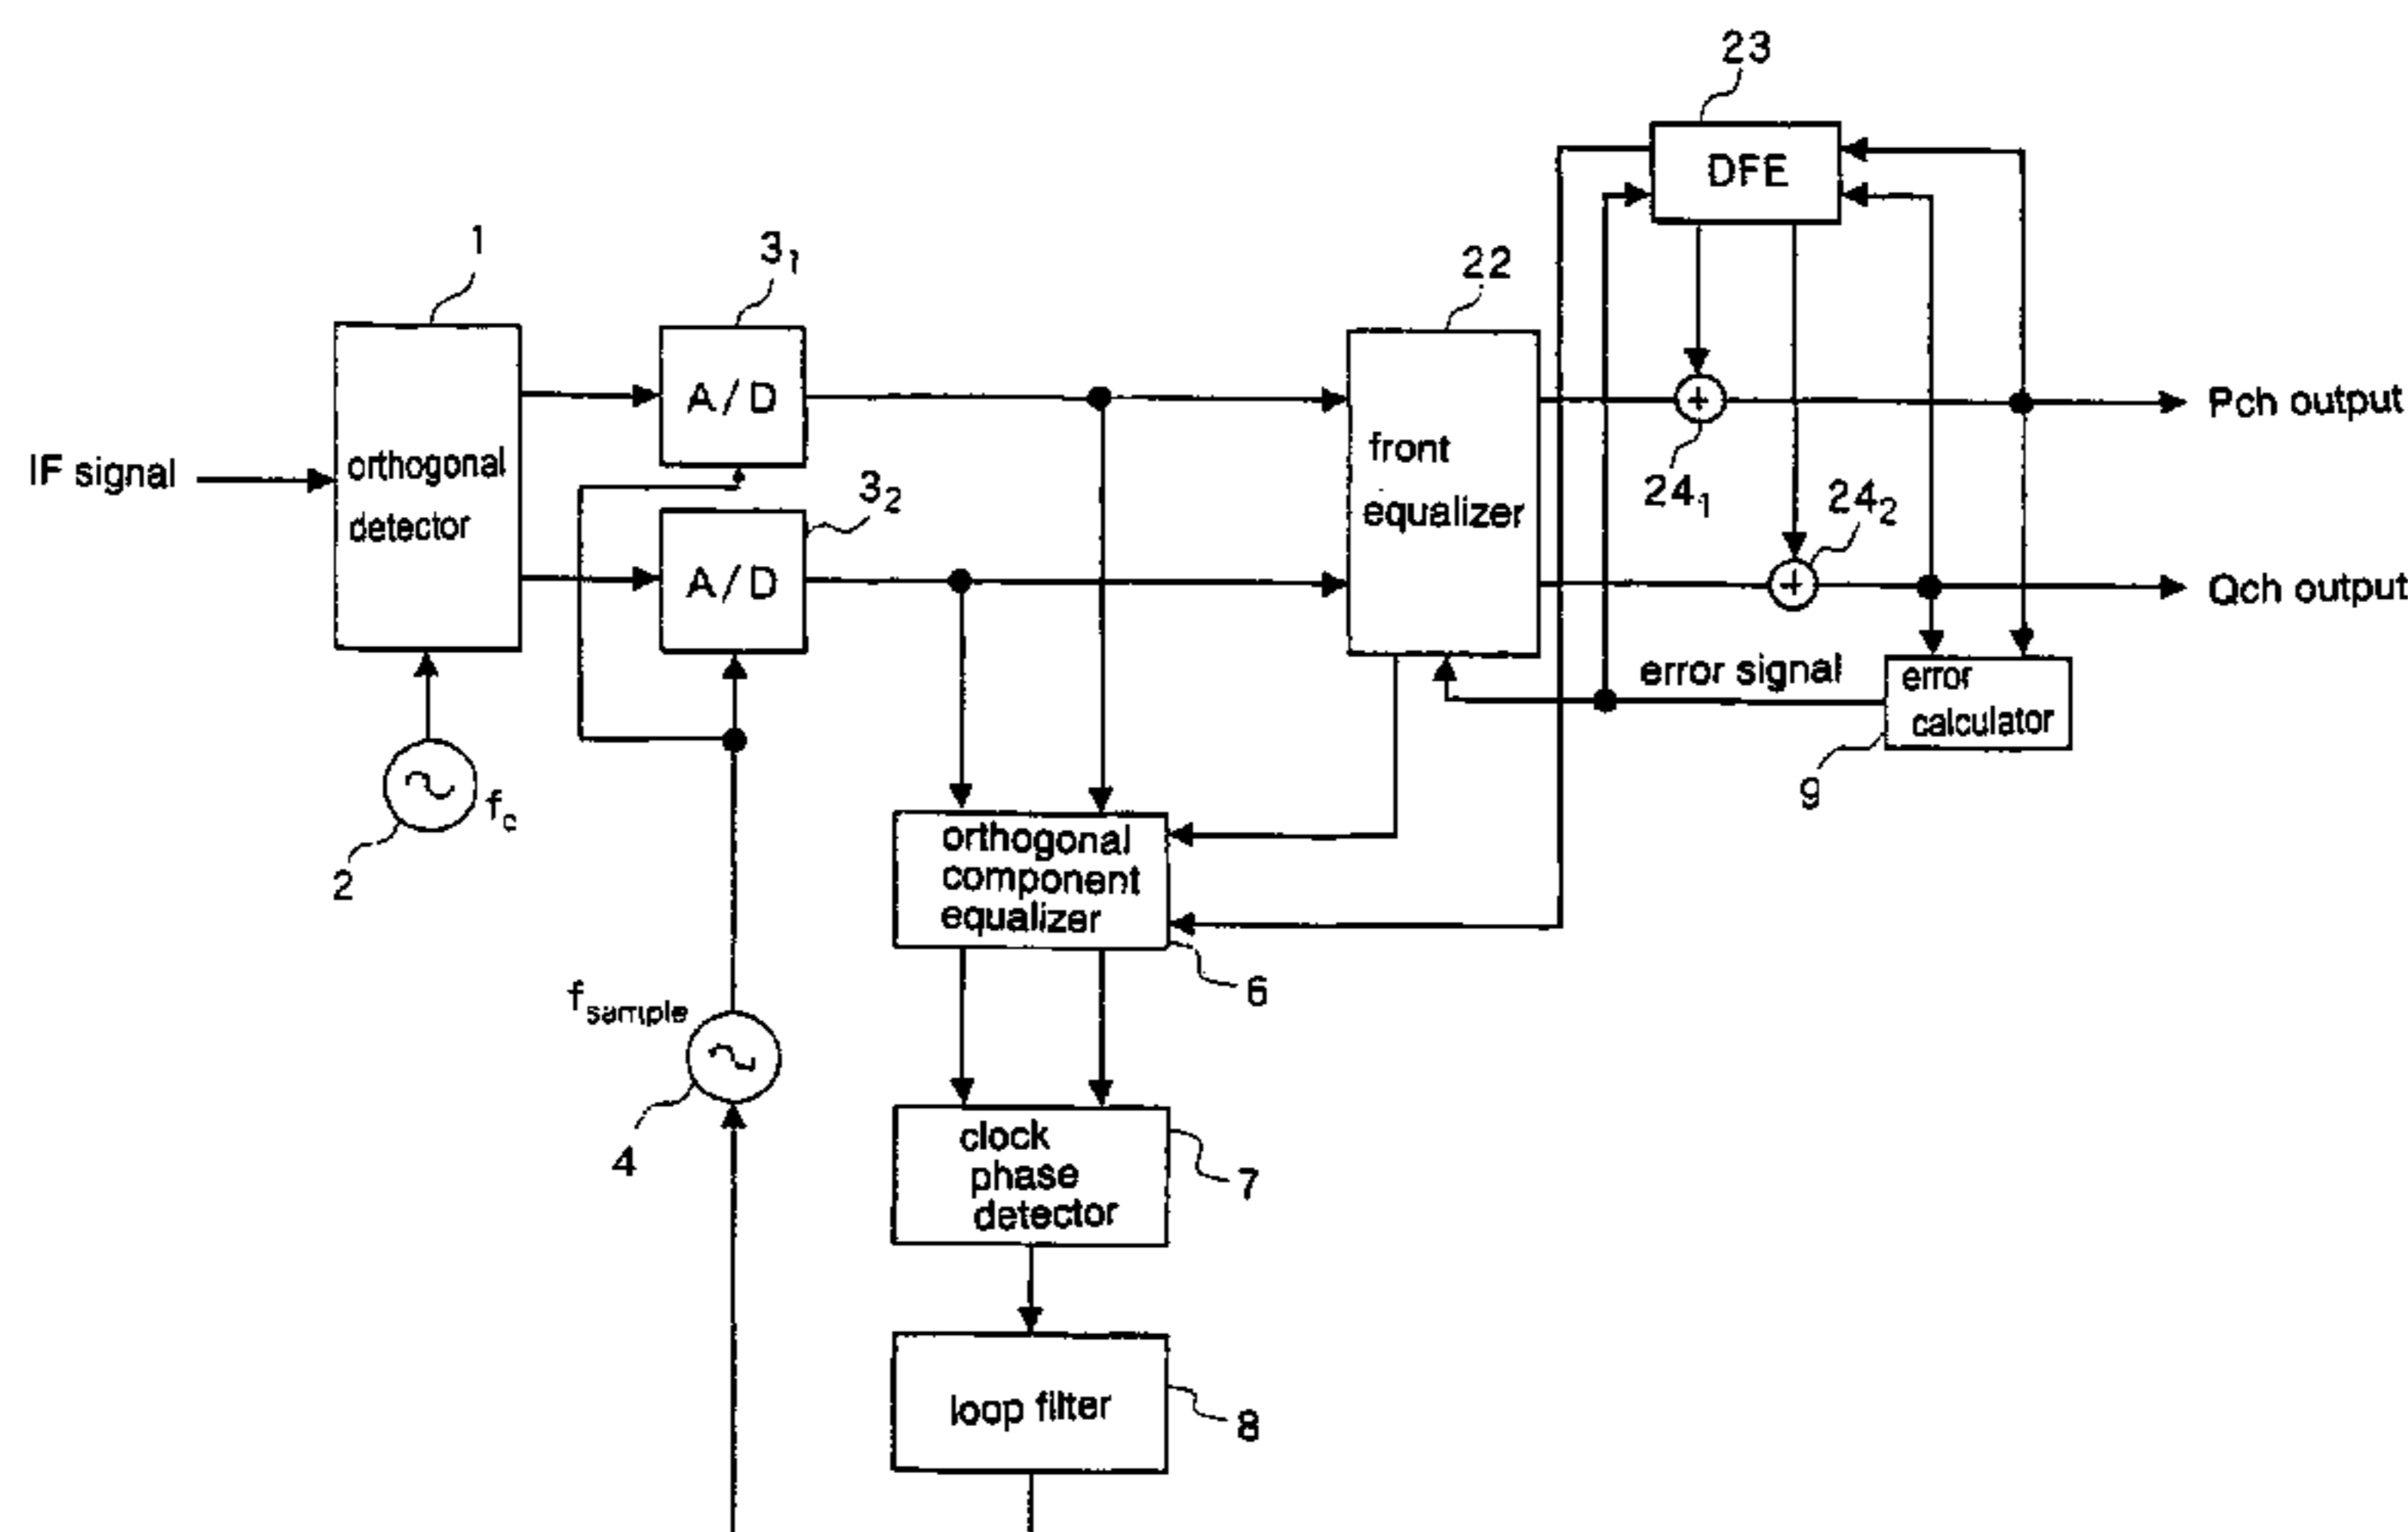 23
DFE
1
3₁
22
A/D
Pch output
IF signal
orthogonal
detector
front
equalizer
24₁
3₂
24₂
A/D
Qch output
error signal
error
calculator
9
f_c
2
orthogonal
component
equalizer
6
f_sample
4
clock
phase
detector
7
loop filter
8